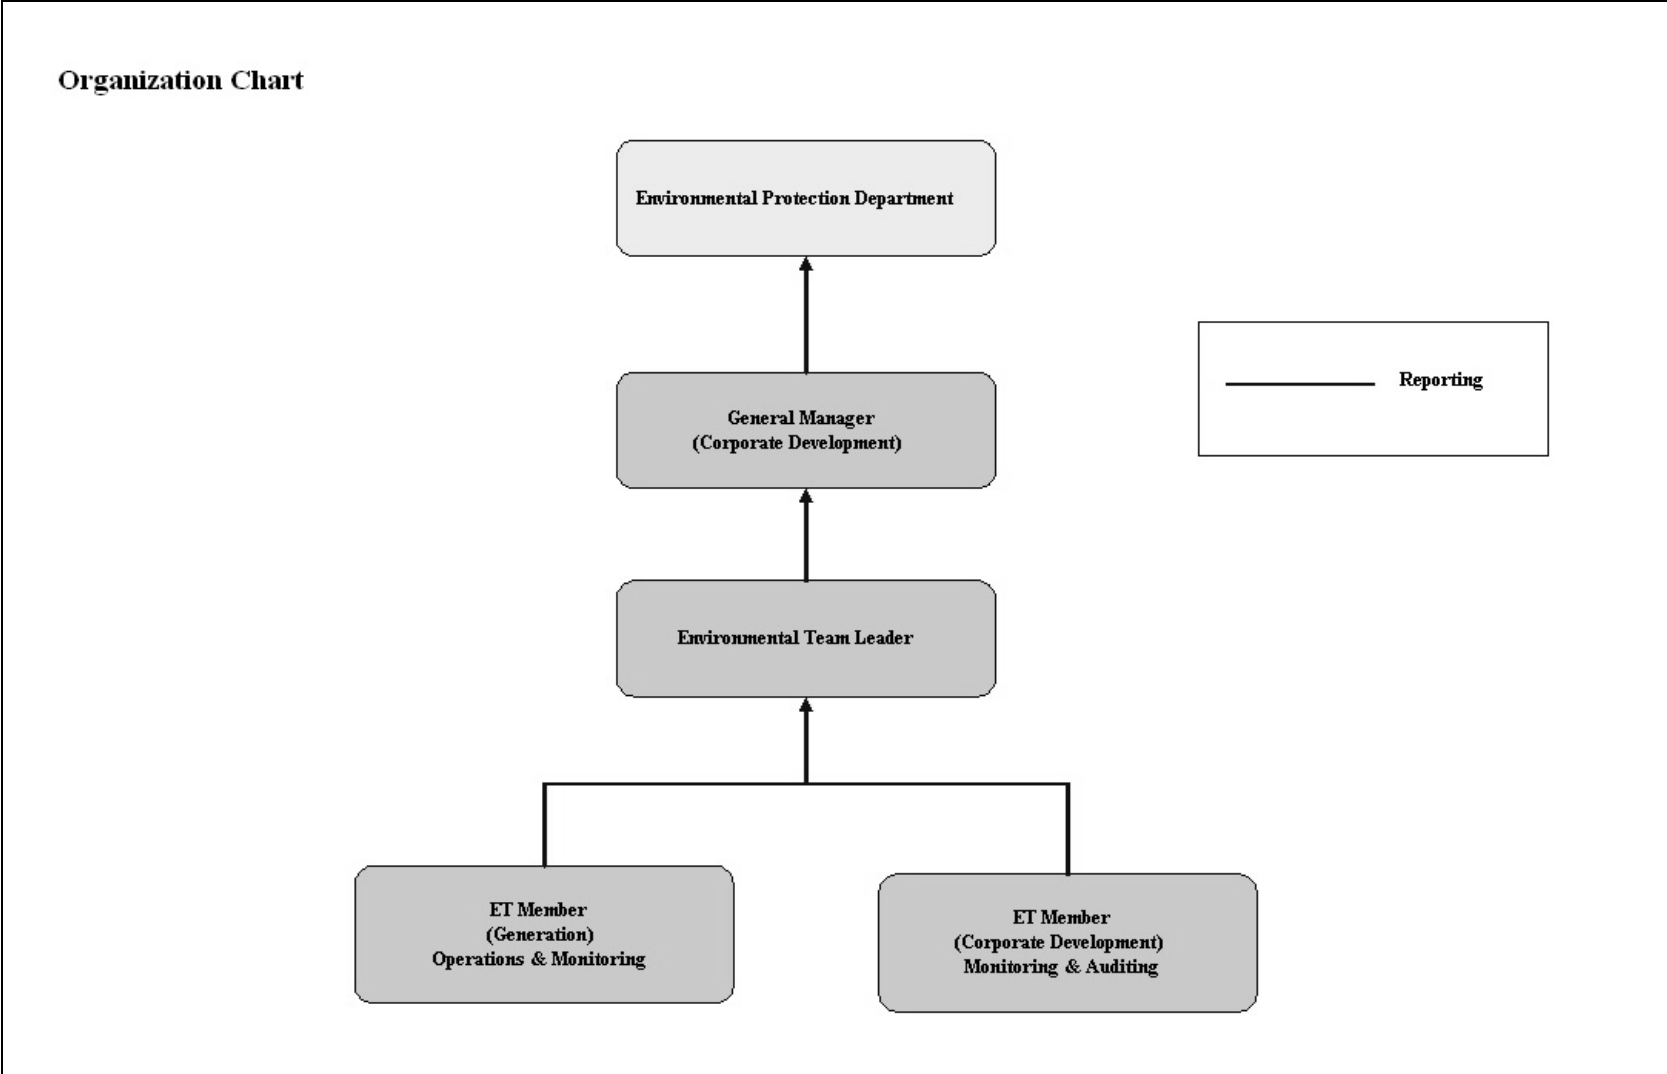 Organization Chart
Environmental Protection Department
General Manager
(Corporate Development)
Reporting
Environmental Team Leader
ET Member
(Generation)
Operations & Monitoring
ET Member
(Corporate Development)
Monitoring & Auditing